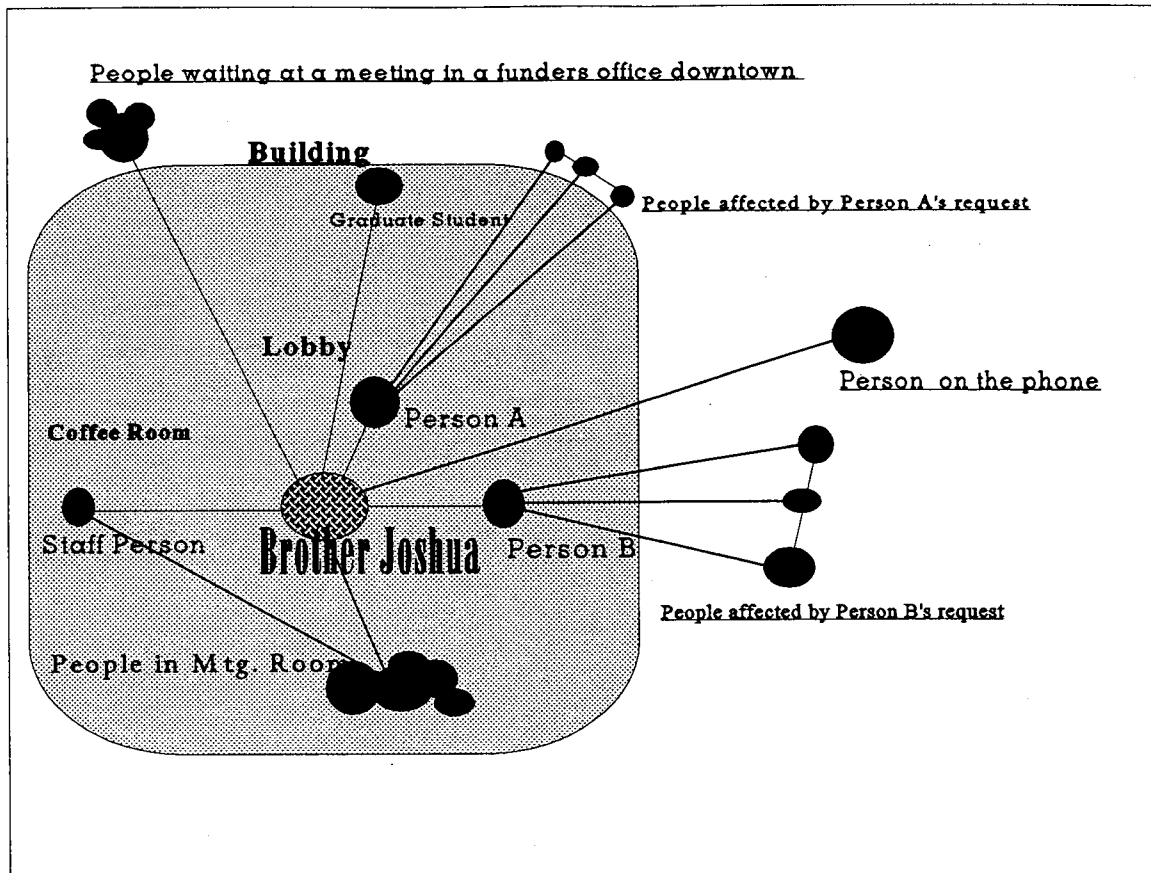 People waiting at a meeting in a funders office downtown
Building
Graduate Student
People affected by Person A's request
Lobby
Person on the phone
Person A
Coffee Room
Staff Person
Brother Joshua
Person B
People affected by Person B's request
People in Mtg. Room